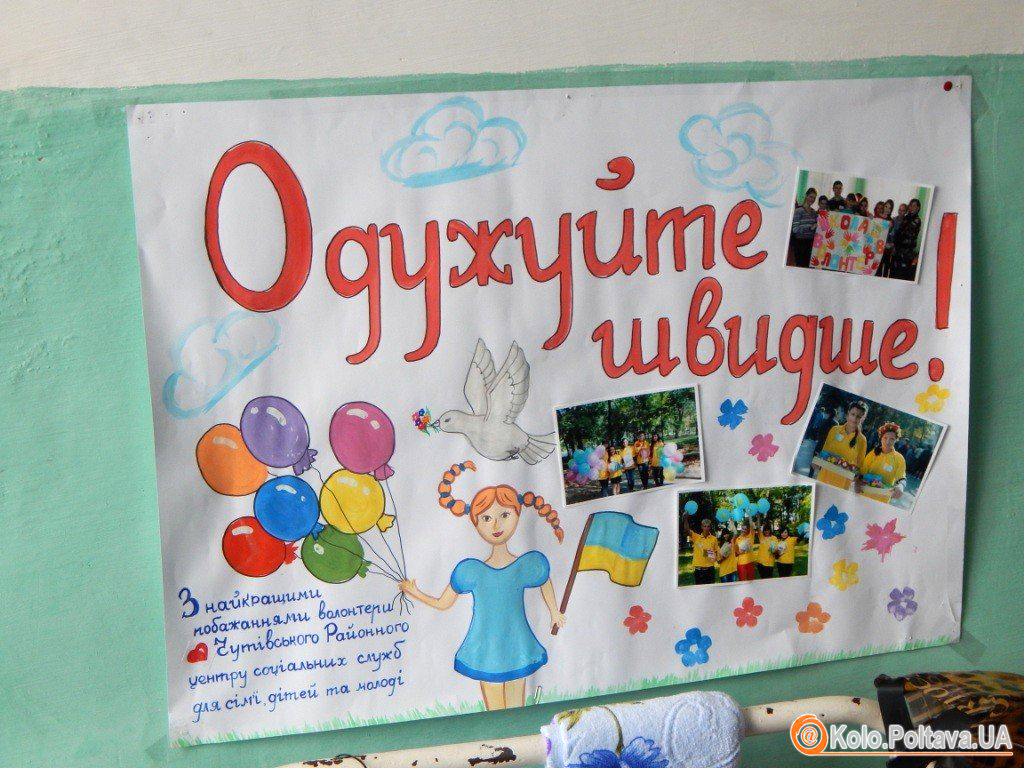 Одужуйте
швидше!
З найкращими
побажаннями волонтери
Чутівського Районного
центру соціальних служб
для сім'ї, дітей та молоді
Kolo.Poltava.UA